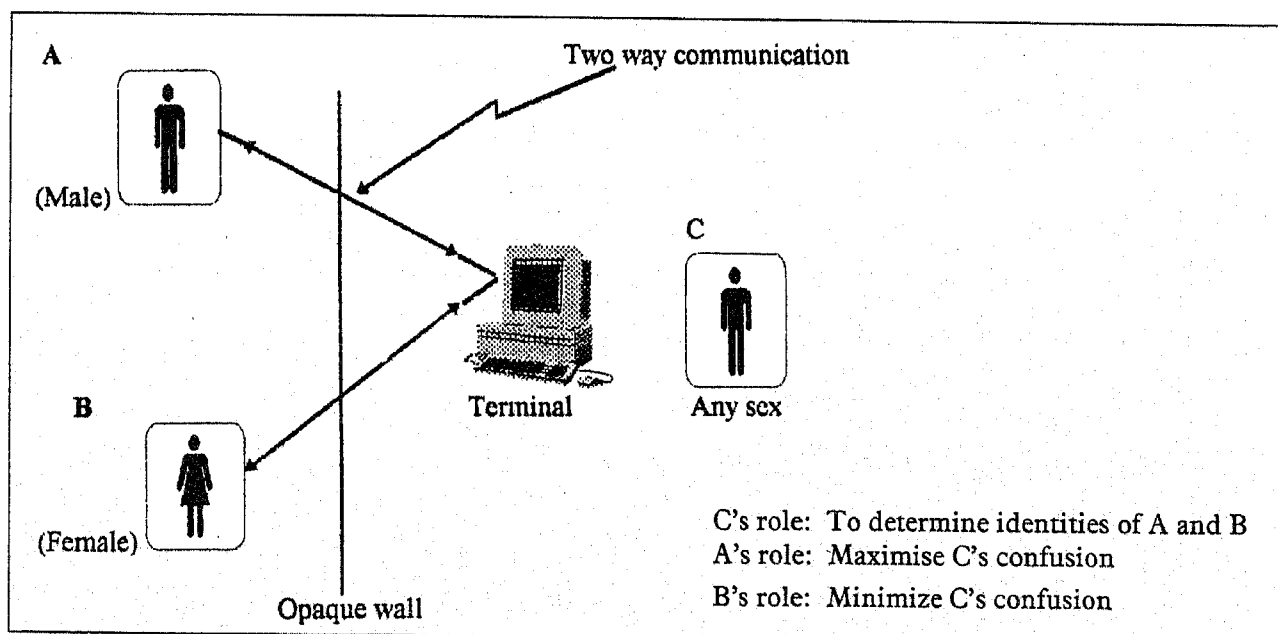 A
Two way communication
(Male)
C
B
Terminal
Any sex
(Female)
C's role: To determine identities of A and B
A's role: Maximise C's confusion
B's role: Minimize C's confusion
Opaque wall